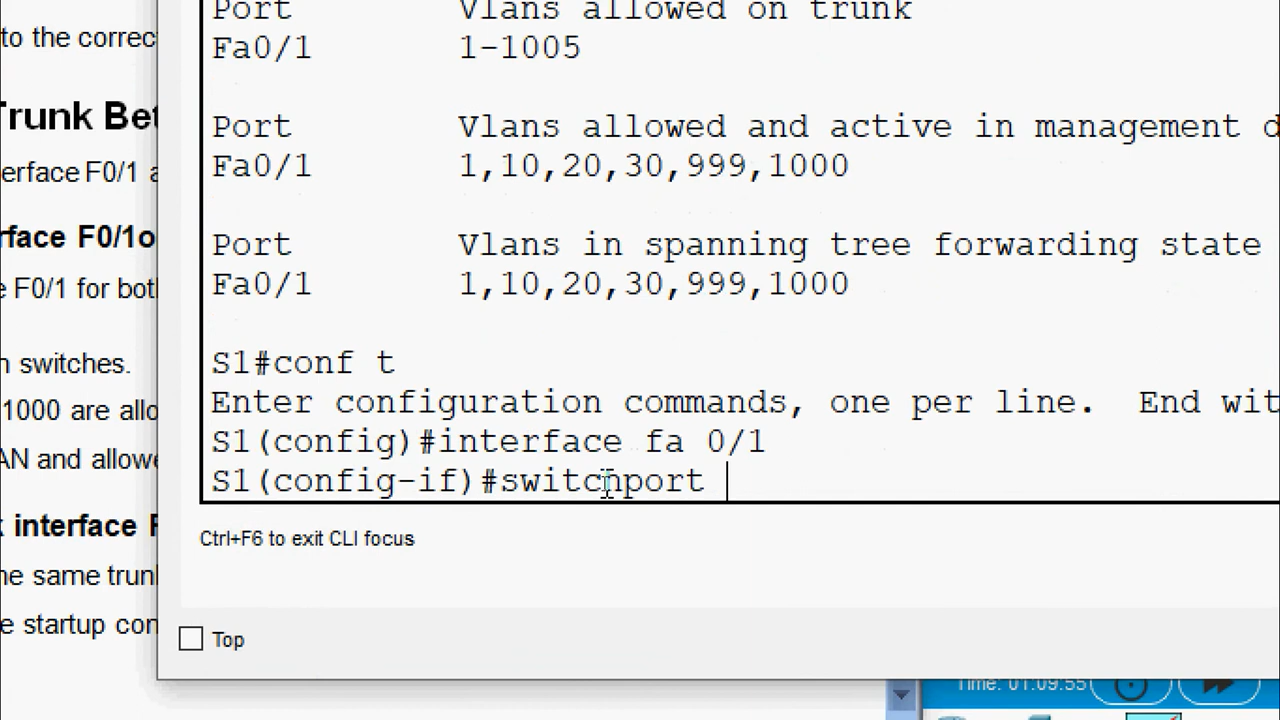 Port Vlans allowed on trunk
to the correc
Fa0/1 1-1005
Trunk Bet
Port Vlans allowed and active in management d
erface F0/1 a
Fa0/1 1,10,20,30,999,1000
rface F0/1o
Port Vlans in spanning tree forwarding state
e F0/1 for both
Fa0/1 1,10,20,30,999,1000
n switches.
S1#conf t
1000 are allo
Enter configuration commands, one per line. End wit
S1(config)#interface fa 0/1
AN and allowe
S1(config-if)#switchport
k interface F
Ctrl+F6 to exit CLI focus
ne same trunk
e startup con
Top
Time: 01:09:55